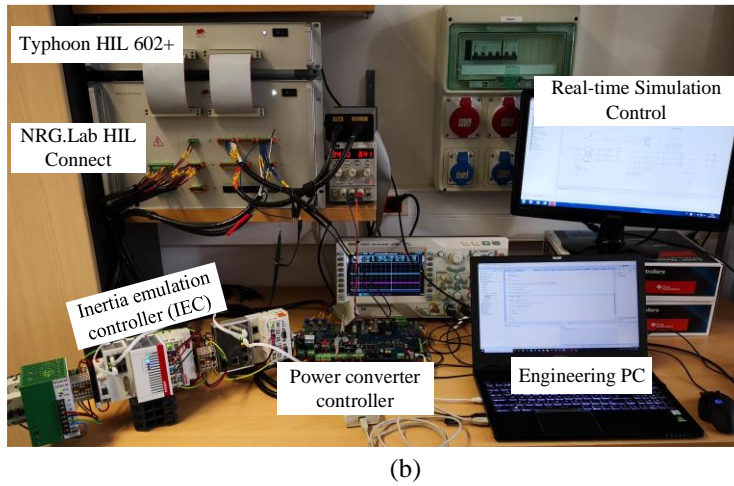 Typhoon HIL 602+
NRG.Lab HIL
Connect
Real-time Simulation
Control
Inertia emulation
controller (IEC)
Power converter
controller
Engineering PC
(b)